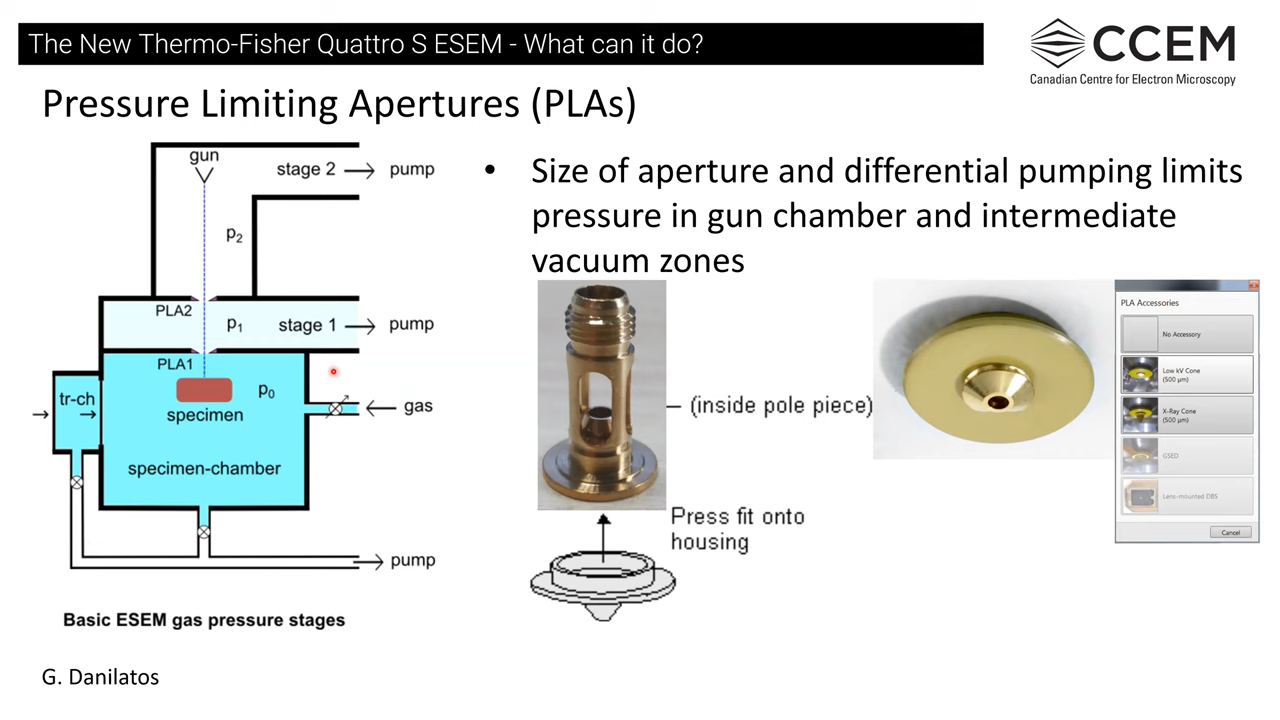 The New Thermo-Fisher Quattro S ESEM - What can it do?
CCEM
Canadian Centre for Electron Microscopy
Pressure Limiting Apertures (PLAs)
gun
stage 2
pump
p2
PLA2
p1
stage 1
pump
PLA1
tr-ch
p0
specimen
gas
specimen-chamber
pump
Basic ESEM gas pressure stages
G. Danilatos
• Size of aperture and differential pumping limits
pressure in gun chamber and intermediate
vacuum zones
(inside pole piece)
Press fit onto
housing
PLA Accessories
No Accessory
Low kV Cone
(500 μm)
X-Ray Cone
(500 μm)
GSED
Lens-mounted DBS
Cancel